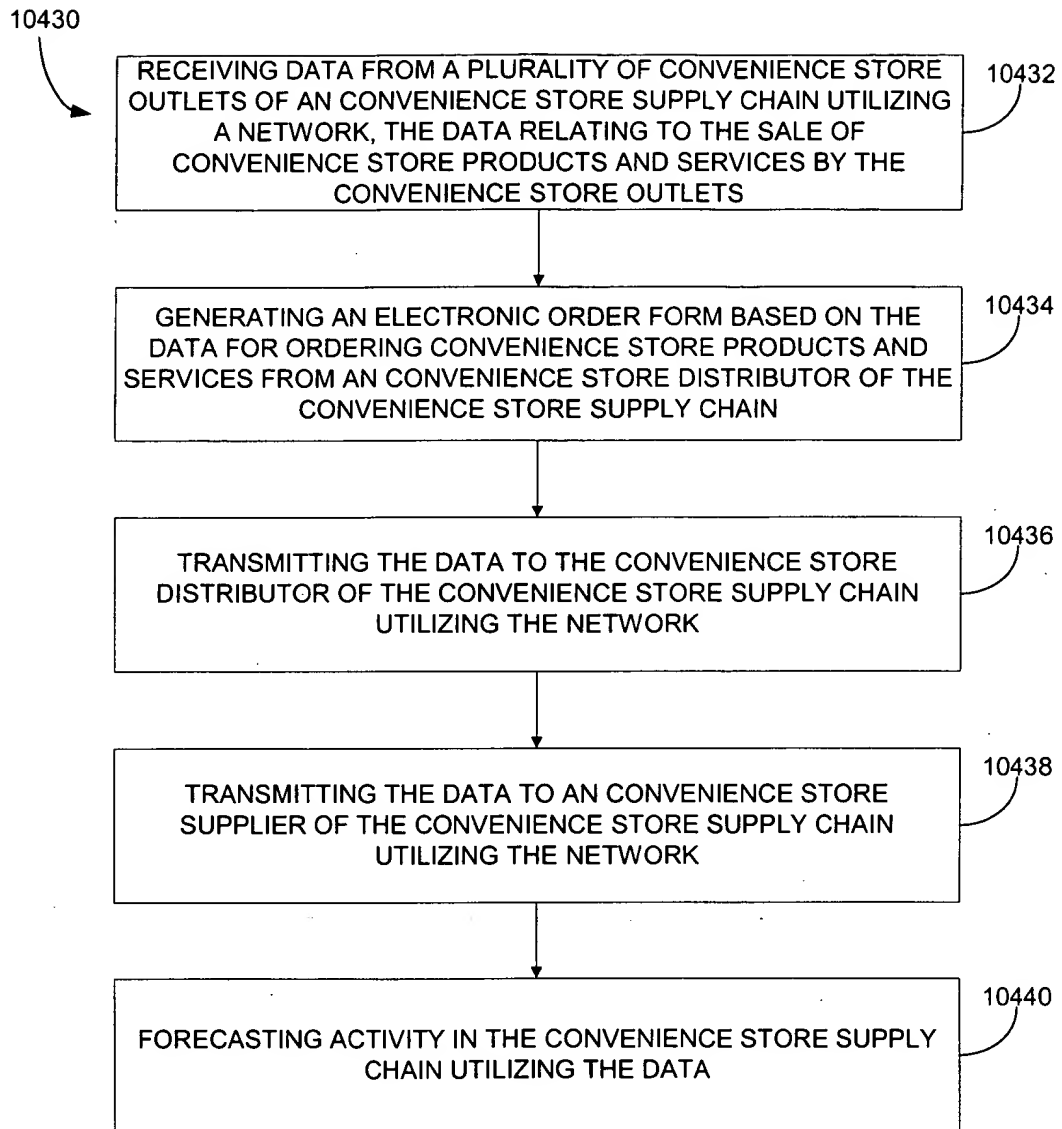 10430
RECEIVING DATA FROM A PLURALITY OF CONVENIENCE STORE
OUTLETS OF AN CONVENIENCE STORE SUPPLY CHAIN UTILIZING
A NETWORK, THE DATA RELATING TO THE SALE OF
CONVENIENCE STORE PRODUCTS AND SERVICES BY THE
CONVENIENCE STORE OUTLETS
10432
GENERATING AN ELECTRONIC ORDER FORM BASED ON THE
DATA FOR ORDERING CONVENIENCE STORE PRODUCTS AND
SERVICES FROM AN CONVENIENCE STORE DISTRIBUTOR OF THE
CONVENIENCE STORE SUPPLY CHAIN
10434
TRANSMITTING THE DATA TO THE CONVENIENCE STORE
DISTRIBUTOR OF THE CONVENIENCE STORE SUPPLY CHAIN
UTILIZING THE NETWORK
10436
TRANSMITTING THE DATA TO AN CONVENIENCE STORE
SUPPLIER OF THE CONVENIENCE STORE SUPPLY CHAIN
UTILIZING THE NETWORK
10438
FORECASTING ACTIVITY IN THE CONVENIENCE STORE SUPPLY
CHAIN UTILIZING THE DATA
10440